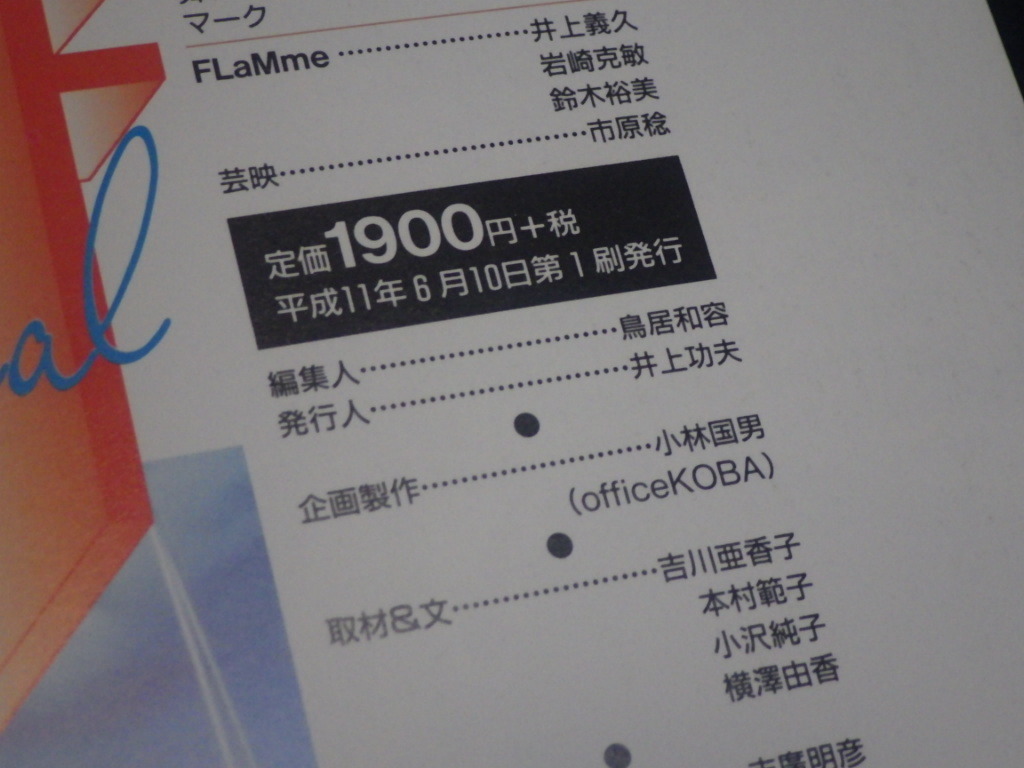 マーク
FLaMme……………………井上義久
岩崎克敏
鈴木裕美
芸映……………………市原稔
定価1900円+税
平成11年6月10日第1刷発行
編集人……………………鳥居和容
発行人……………………井上功夫
●
企画製作……………………小林国男
(officeKOBA)
●
取材&文……………………吉川亜香子
本村範子
小沢純子
横澤由香
●
明彦
al